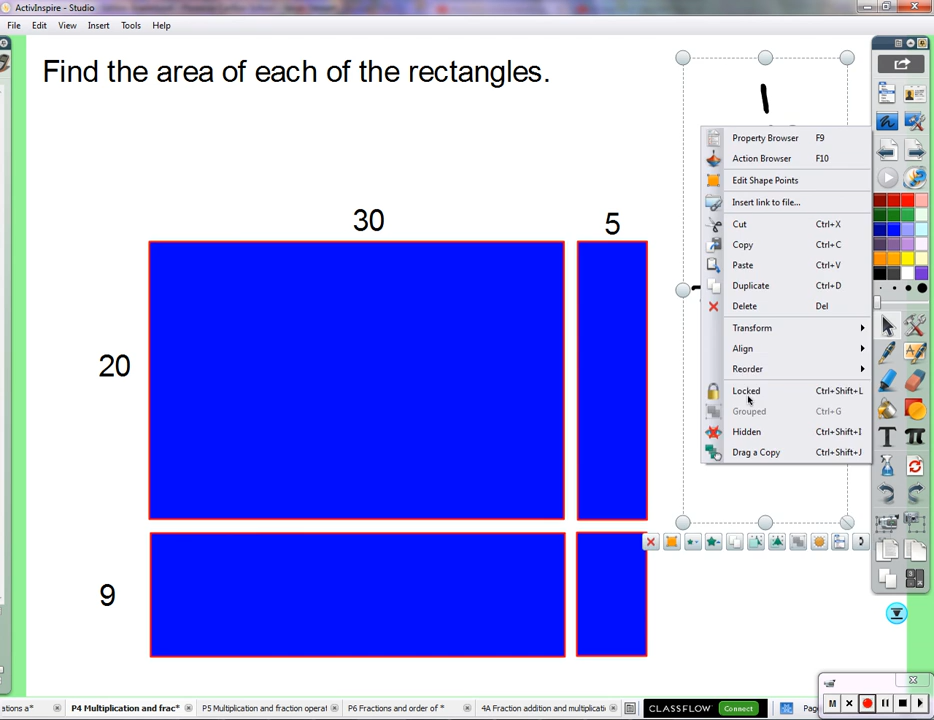 ActivInspire - Studio
File Edit View Insert Tools Help
Find the area of each of the rectangles.
1
Property Browser F9
Action Browser F10
Edit Shape Points
Insert link to file...
30
5
Cut Ctrl+X
Copy Ctrl+C
Paste Ctrl+V
Duplicate Ctrl+D
Delete Del
Transform
Align
20
Reorder
Locked Ctrl+Shift+L
Grouped Ctrl+G
Hidden Ctrl+Shift+I
Drag a Copy Ctrl+Shift+J
T
π
9
M
ations a* P4 Multiplication and frac* P5 Multiplication and fraction operat P6 Fractions and order of * 4A Fraction addition and multiplicati CLASSFLOW Connect Page